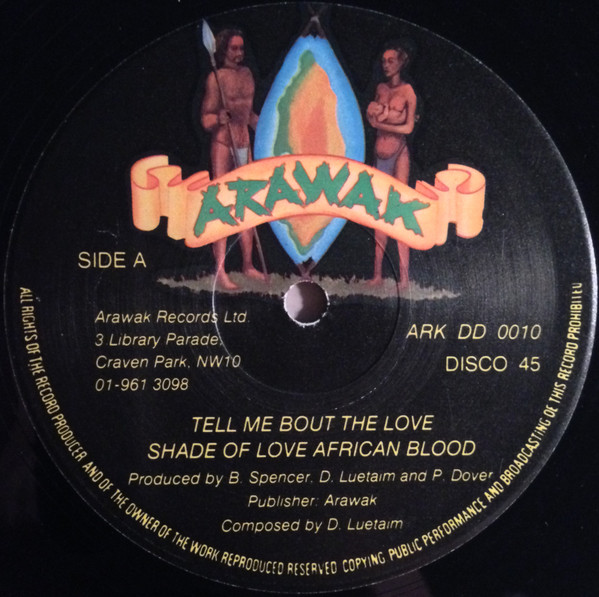 ARAWAK
SIDE A
Arawak Records Ltd.
3 Library Parade,
Craven Park, NW10
01-961 3098
ARK DD 0010
DISCO 45
TELL ME BOUT THE LOVE
SHADE OF LOVE AFRICAN BLOOD
Produced by B. Spencer, D. Luetaim and P. Dover
Publisher: Arawak
Composed by D. Luetaim
ALL RIGHTS OF THE RECORD PRODUCER AND OF THE OWNER OF THE WORK REPRODUCED RESERVED COPYING PUBLIC PERFORMANCE AND BROADCASTING OE THIS RECORD PROHIBITED